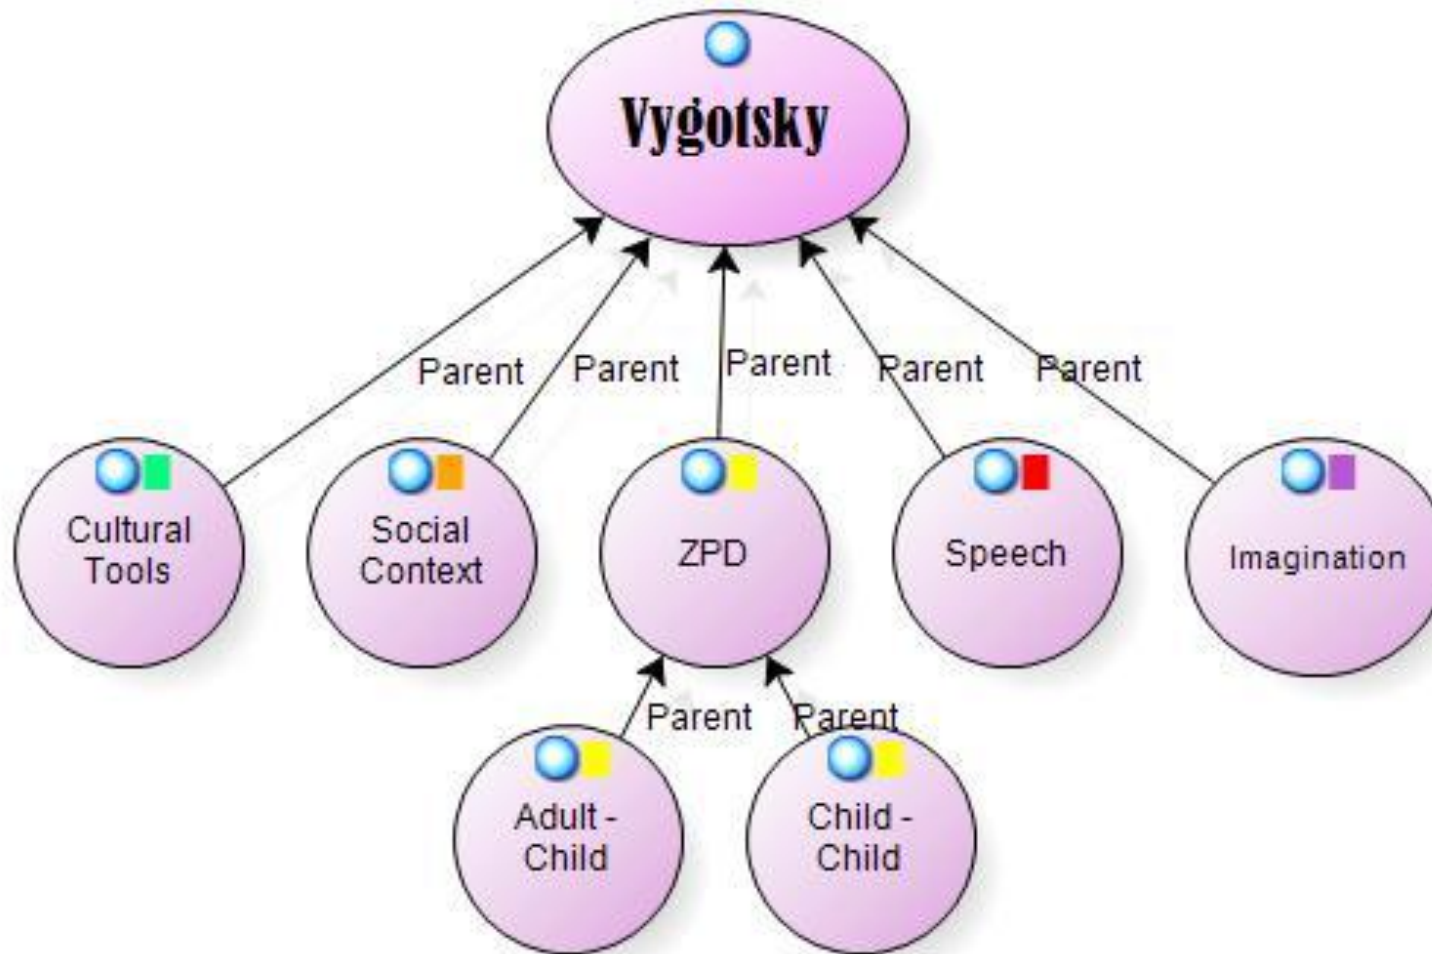 Vygotsky
Parent
Parent
Parent
Parent
Parent
Cultural
Tools
Social
Context
ZPD
Speech
Imagination
Parent
Parent
Adult -
Child
Child -
Child